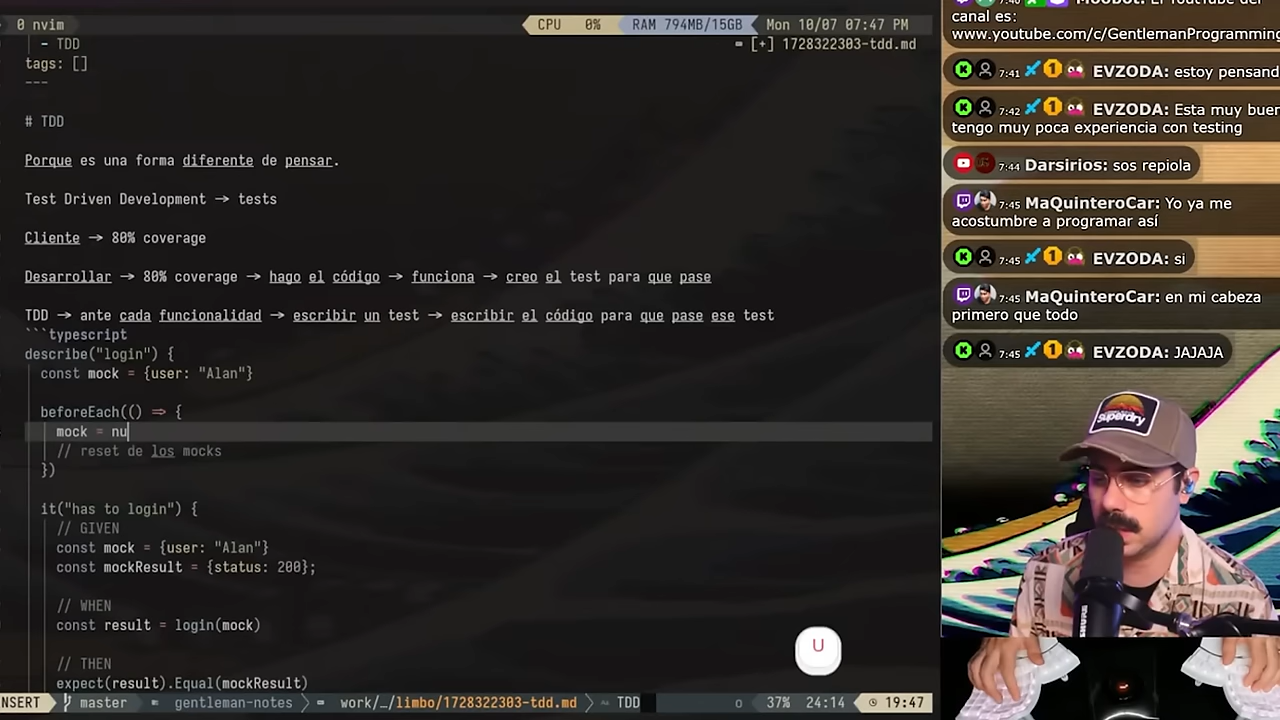 0 nvim
CPU 0% RAM 794MB/15GB Mon 10/07 07:47 PM
- TDD
[+] 1728322303-tdd.md
tags: []
---
# TDD
Porque es una forma diferente de pensar.
Test Driven Development → tests
Cliente → 80% coverage
Desarrollar → 80% coverage → hago el código → funciona → creo el test para que pase
TDD → ante cada funcionalidad → escribir un test → escribir el código para que pase ese test
```typescript
describe("login") {
const mock = {user: "Alan"}
beforeEach(() => {
mock = nu
// reset de los mocks
})
it("has to login") {
// GIVEN
const mock = {user: "Alan"}
const mockResult = {status: 200};
// WHEN
const result = login(mock)
// THEN
expect(result).Equal(mockResult)
NSERT master gentleman-notes work/…/limbo/1728322303-tdd.md TDD 37% 24:14 19:47
U
canal es:
www.youtube.com/c/GentlemanProgramming
7:41 1 EVZODA: estoy pensand
7:42 1 EVZODA: Esta muy buen
tengo muy poca experiencia con testing
7:44 Darsirios: sos repiola
7:45 MaQuinteroCar: Yo ya me
acostumbre a programar así
7:45 1 EVZODA: si
7:45 MaQuinteroCar: en mi cabeza
primero que todo
7:45 1 EVZODA: JAJAJA
Superdry